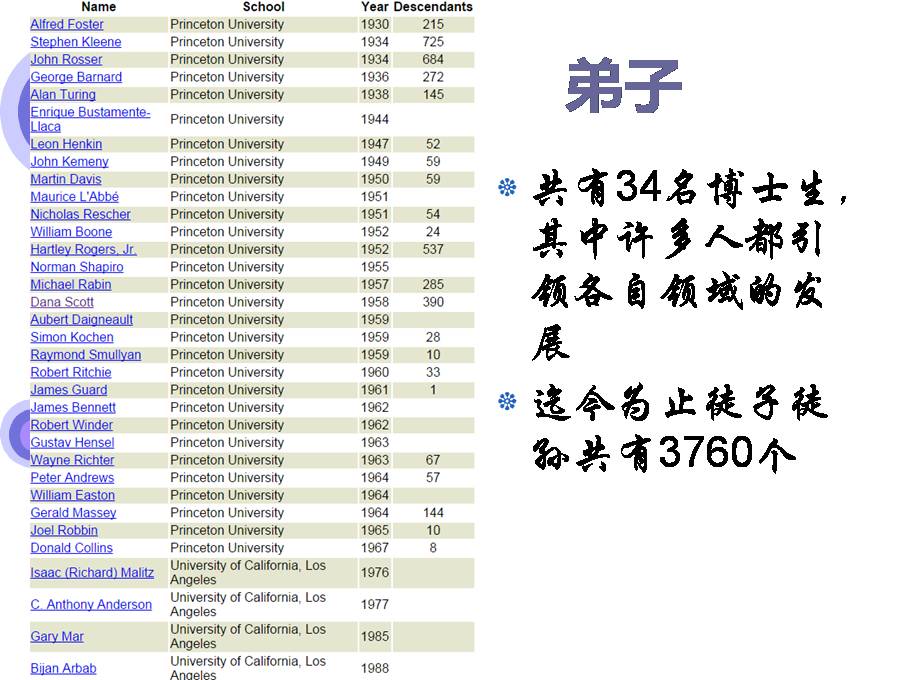 Name School Year Descendants
Alfred Foster Princeton University 1930 215
Stephen Kleene Princeton University 1934 725
John Rosser Princeton University 1934 684
George Barnard Princeton University 1936 272
Alan Turing Princeton University 1938 145
Enrique Bustamente-
Llaca Princeton University 1944
Leon Henkin Princeton University 1947 52
John Kemeny Princeton University 1949 59
Martin Davis Princeton University 1950 59
Maurice L'Abbé Princeton University 1951
Nicholas Rescher Princeton University 1951 54
William Boone Princeton University 1952 24
Hartley Rogers, Jr. Princeton University 1952 537
Norman Shapiro Princeton University 1955
Michael Rabin Princeton University 1957 285
Dana Scott Princeton University 1958 390
Aubert Daigneault Princeton University 1959
Simon Kochen Princeton University 1959 28
Raymond Smullyan Princeton University 1959 10
Robert Ritchie Princeton University 1960 33
James Guard Princeton University 1961 1
James Bennett Princeton University 1962
Robert Winder Princeton University 1962
Gustav Hensel Princeton University 1963
Wayne Richter Princeton University 1963 67
Peter Andrews Princeton University 1964 57
William Easton Princeton University 1964
Gerald Massey Princeton University 1964 144
Joel Robbin Princeton University 1965 10
Donald Collins Princeton University 1967 8
Isaac (Richard) Malitz University of California, Los
Angeles 1976
C. Anthony Anderson University of California, Los
Angeles 1977
Gary Mar University of California, Los
Angeles 1985
Bijan Arbab University of California, Los
Angeles 1988
弟子
共有34名博士生，
其中许多人都引
领各自领域的发
展
迄今为止徒子徒
孙共有3760个